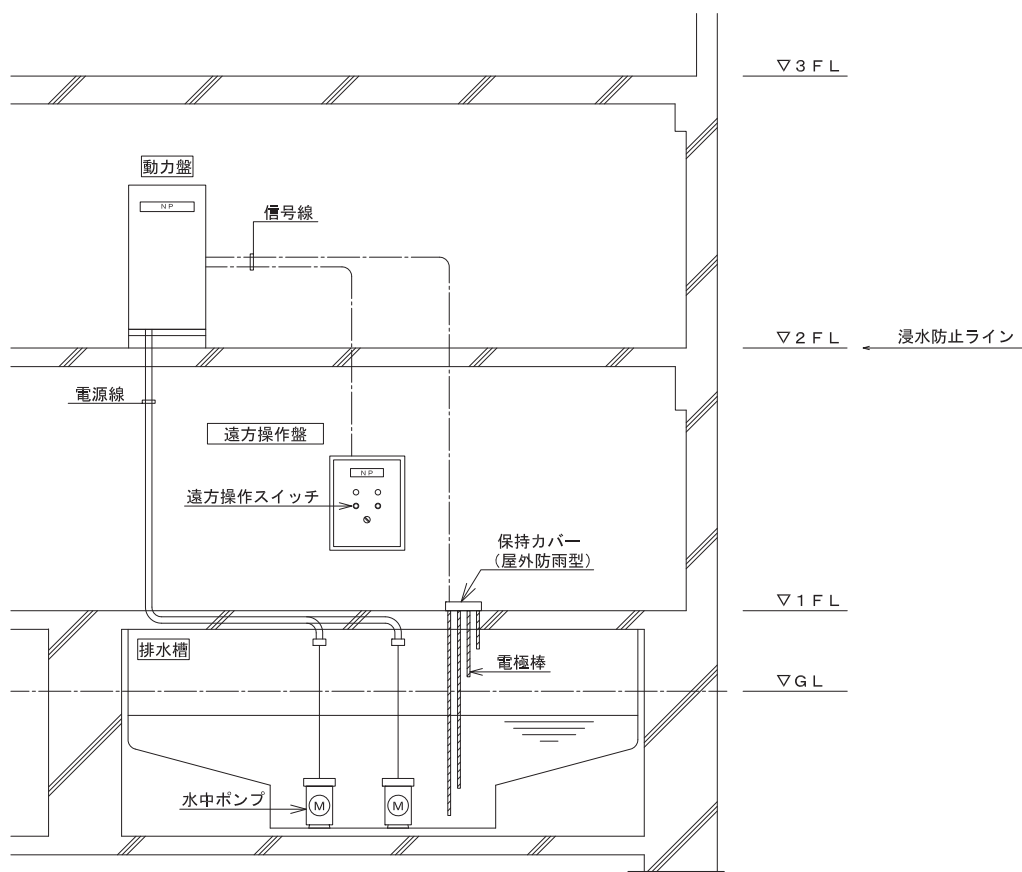 ▽3FL
動力盤
NP
信号線
▽2FL
浸水防止ライン
電源線
遠方操作盤
NP
遠方操作スイッチ
保持カバー
(屋外防雨型)
▽1FL
排水槽
電極棒
▽GL
水中ポンプ
M
M